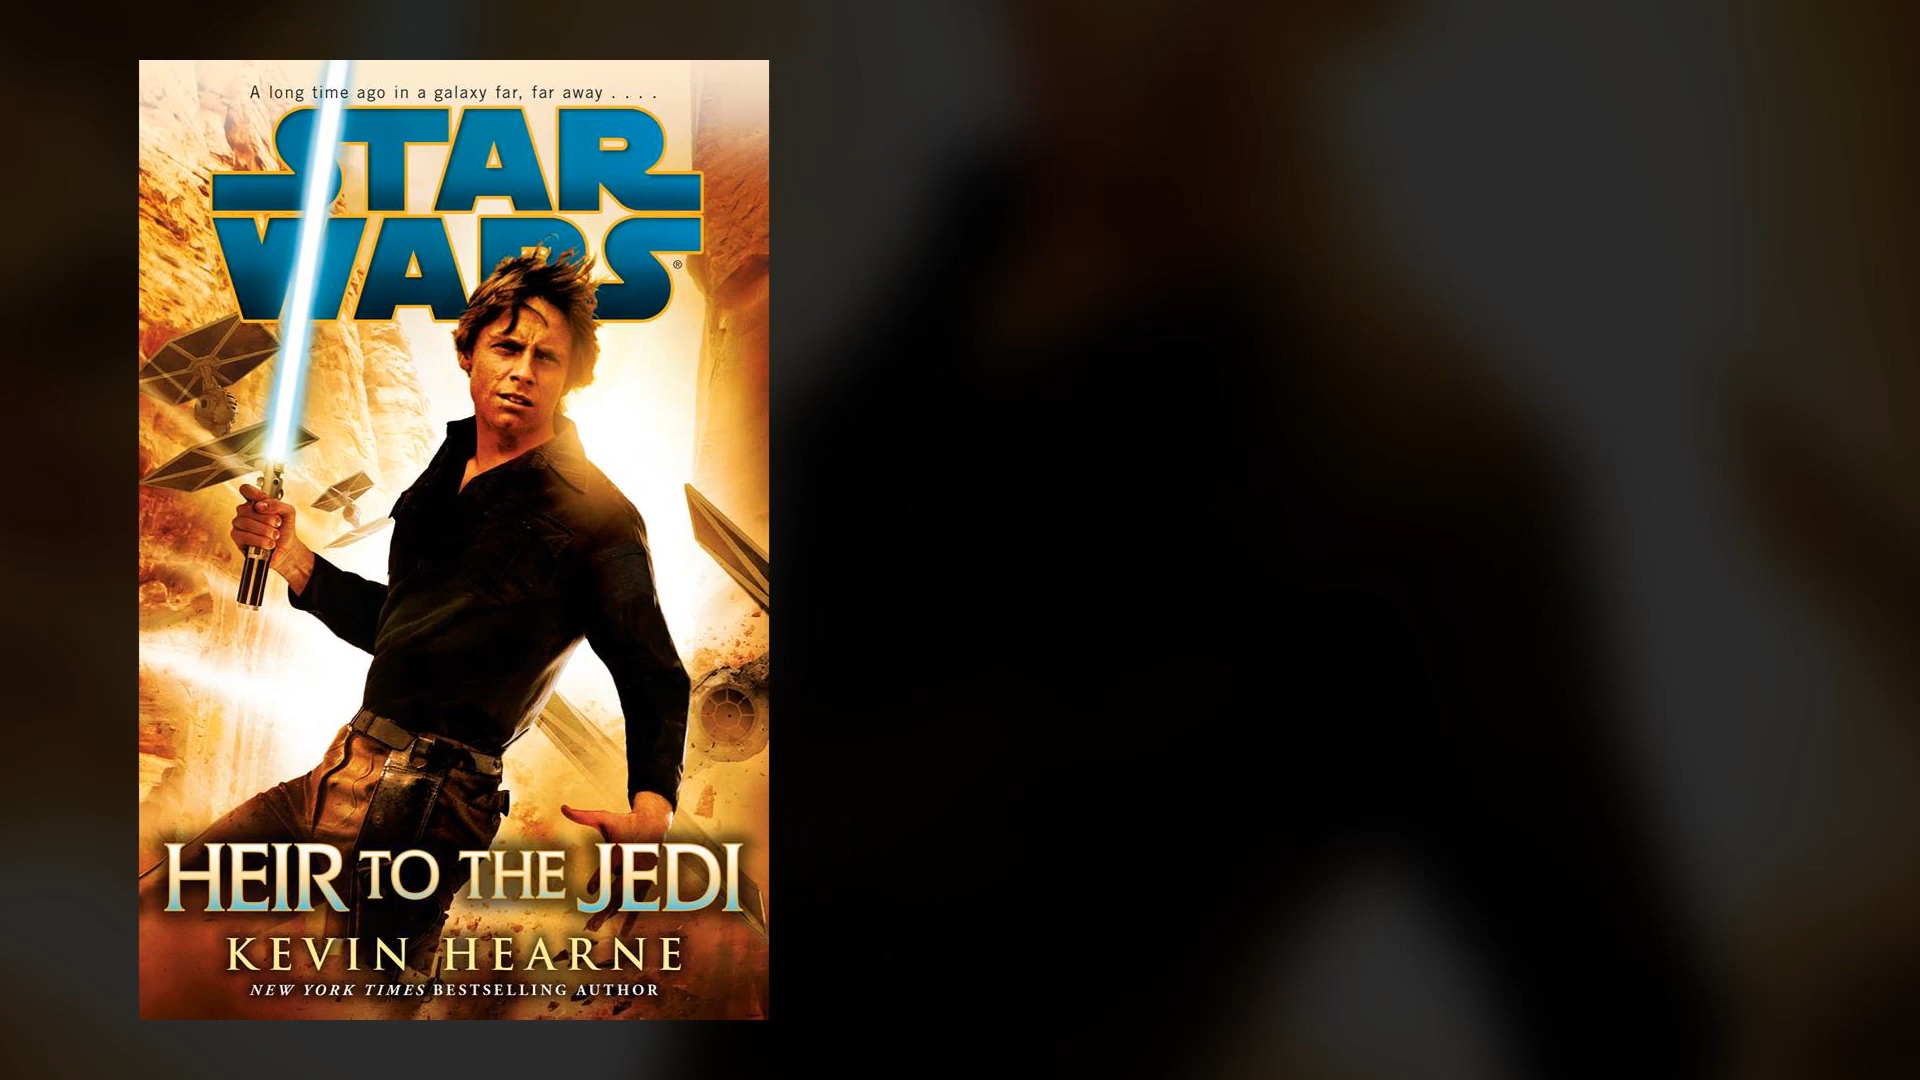 A long time ago in a galaxy far, far away . . . .
STAR
WARS®
HEIR TO THE JEDI
KEVIN HEARNE
NEW YORK TIMES BESTSELLING AUTHOR